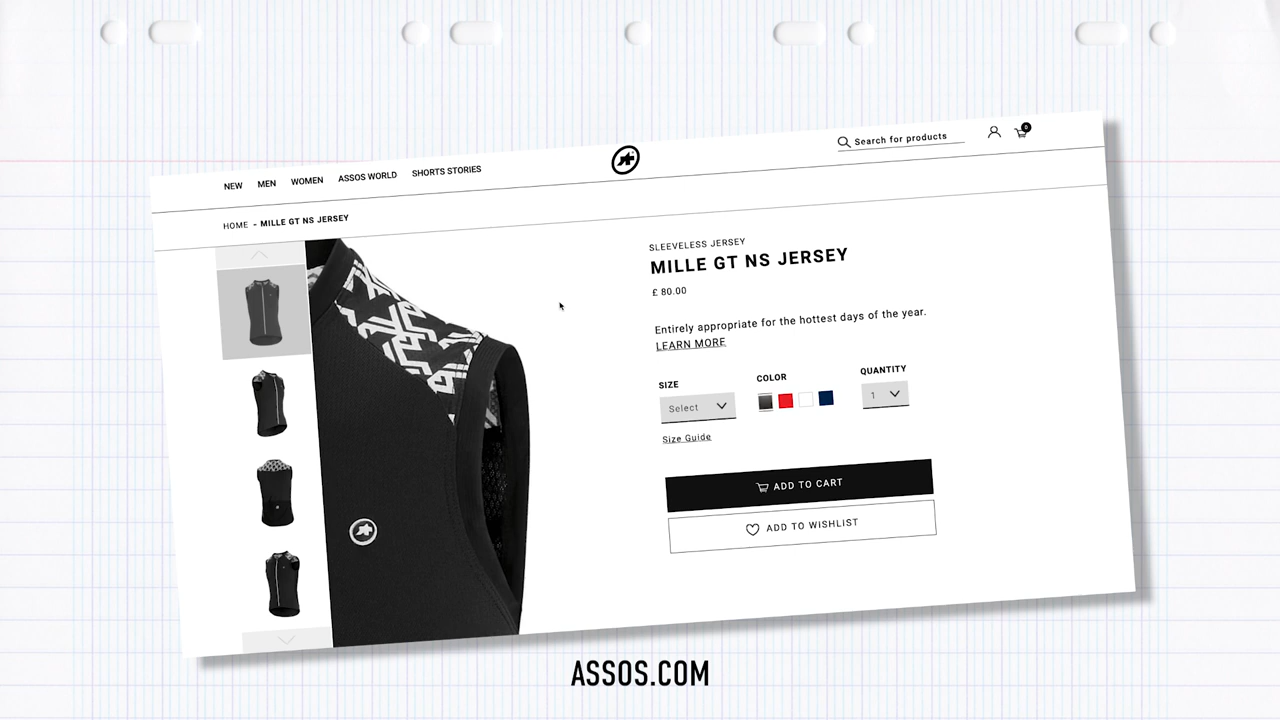 NEW MEN WOMEN ASSOS WORLD SHORTS STORIES
Search for products
0
HOME - MILLE GT NS JERSEY
SLEEVELESS JERSEY
MILLE GT NS JERSEY
£ 80.00
Entirely appropriate for the hottest days of the year.
LEARN MORE
SIZE COLOR QUANTITY
Select 1
Size Guide
ADD TO CART
ADD TO WISHLIST
ASSOS.COM